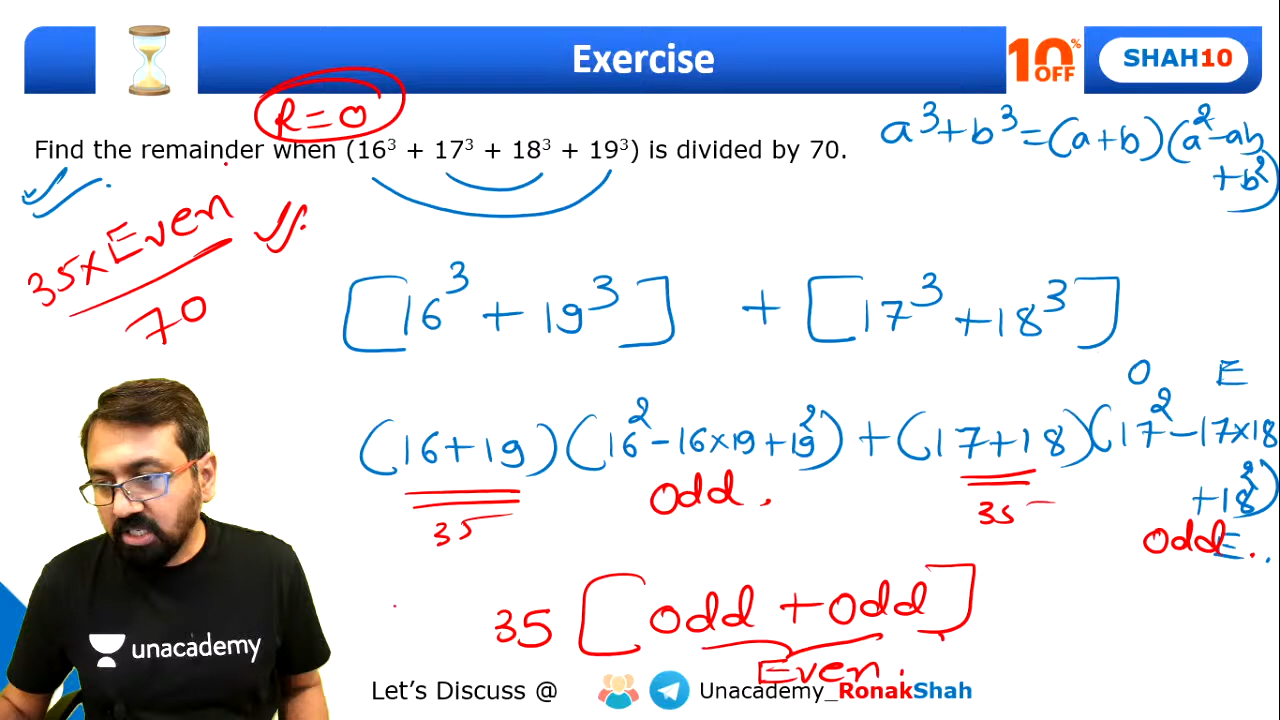 Exercise
10% OFF
SHAH10
R=0
a³+b³=(a+b)(a²-ab
+b²)
Find the remainder when (16³ + 17³ + 18³ + 19³) is divided by 70.
35×Even
70
[16³+19³] + [17³+18³]
O E
(16+19)(16²-16×19+19²)+(17+18)(17²-17×18
+18²)
35 odd. 35 odd E..
35[odd+odd]
Even.
unacademy
Let's Discuss @ Unacademy_RonakShah